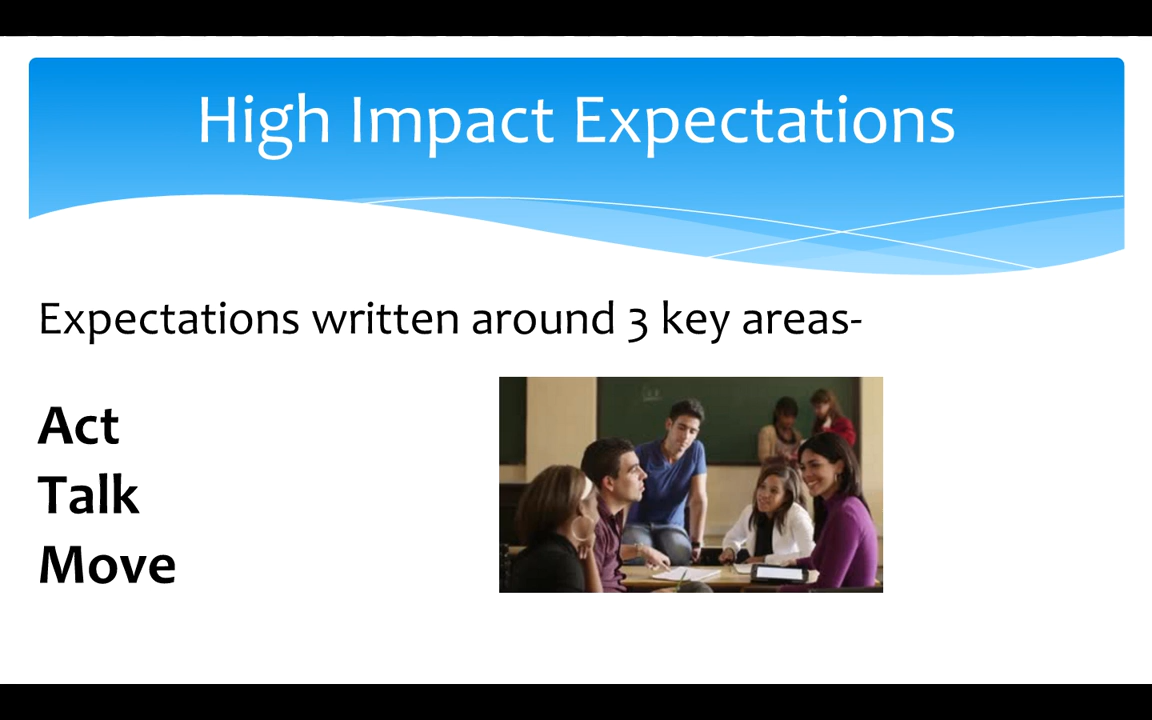 High Impact Expectations
Expectations written around 3 key areas-
Act
Talk
Move